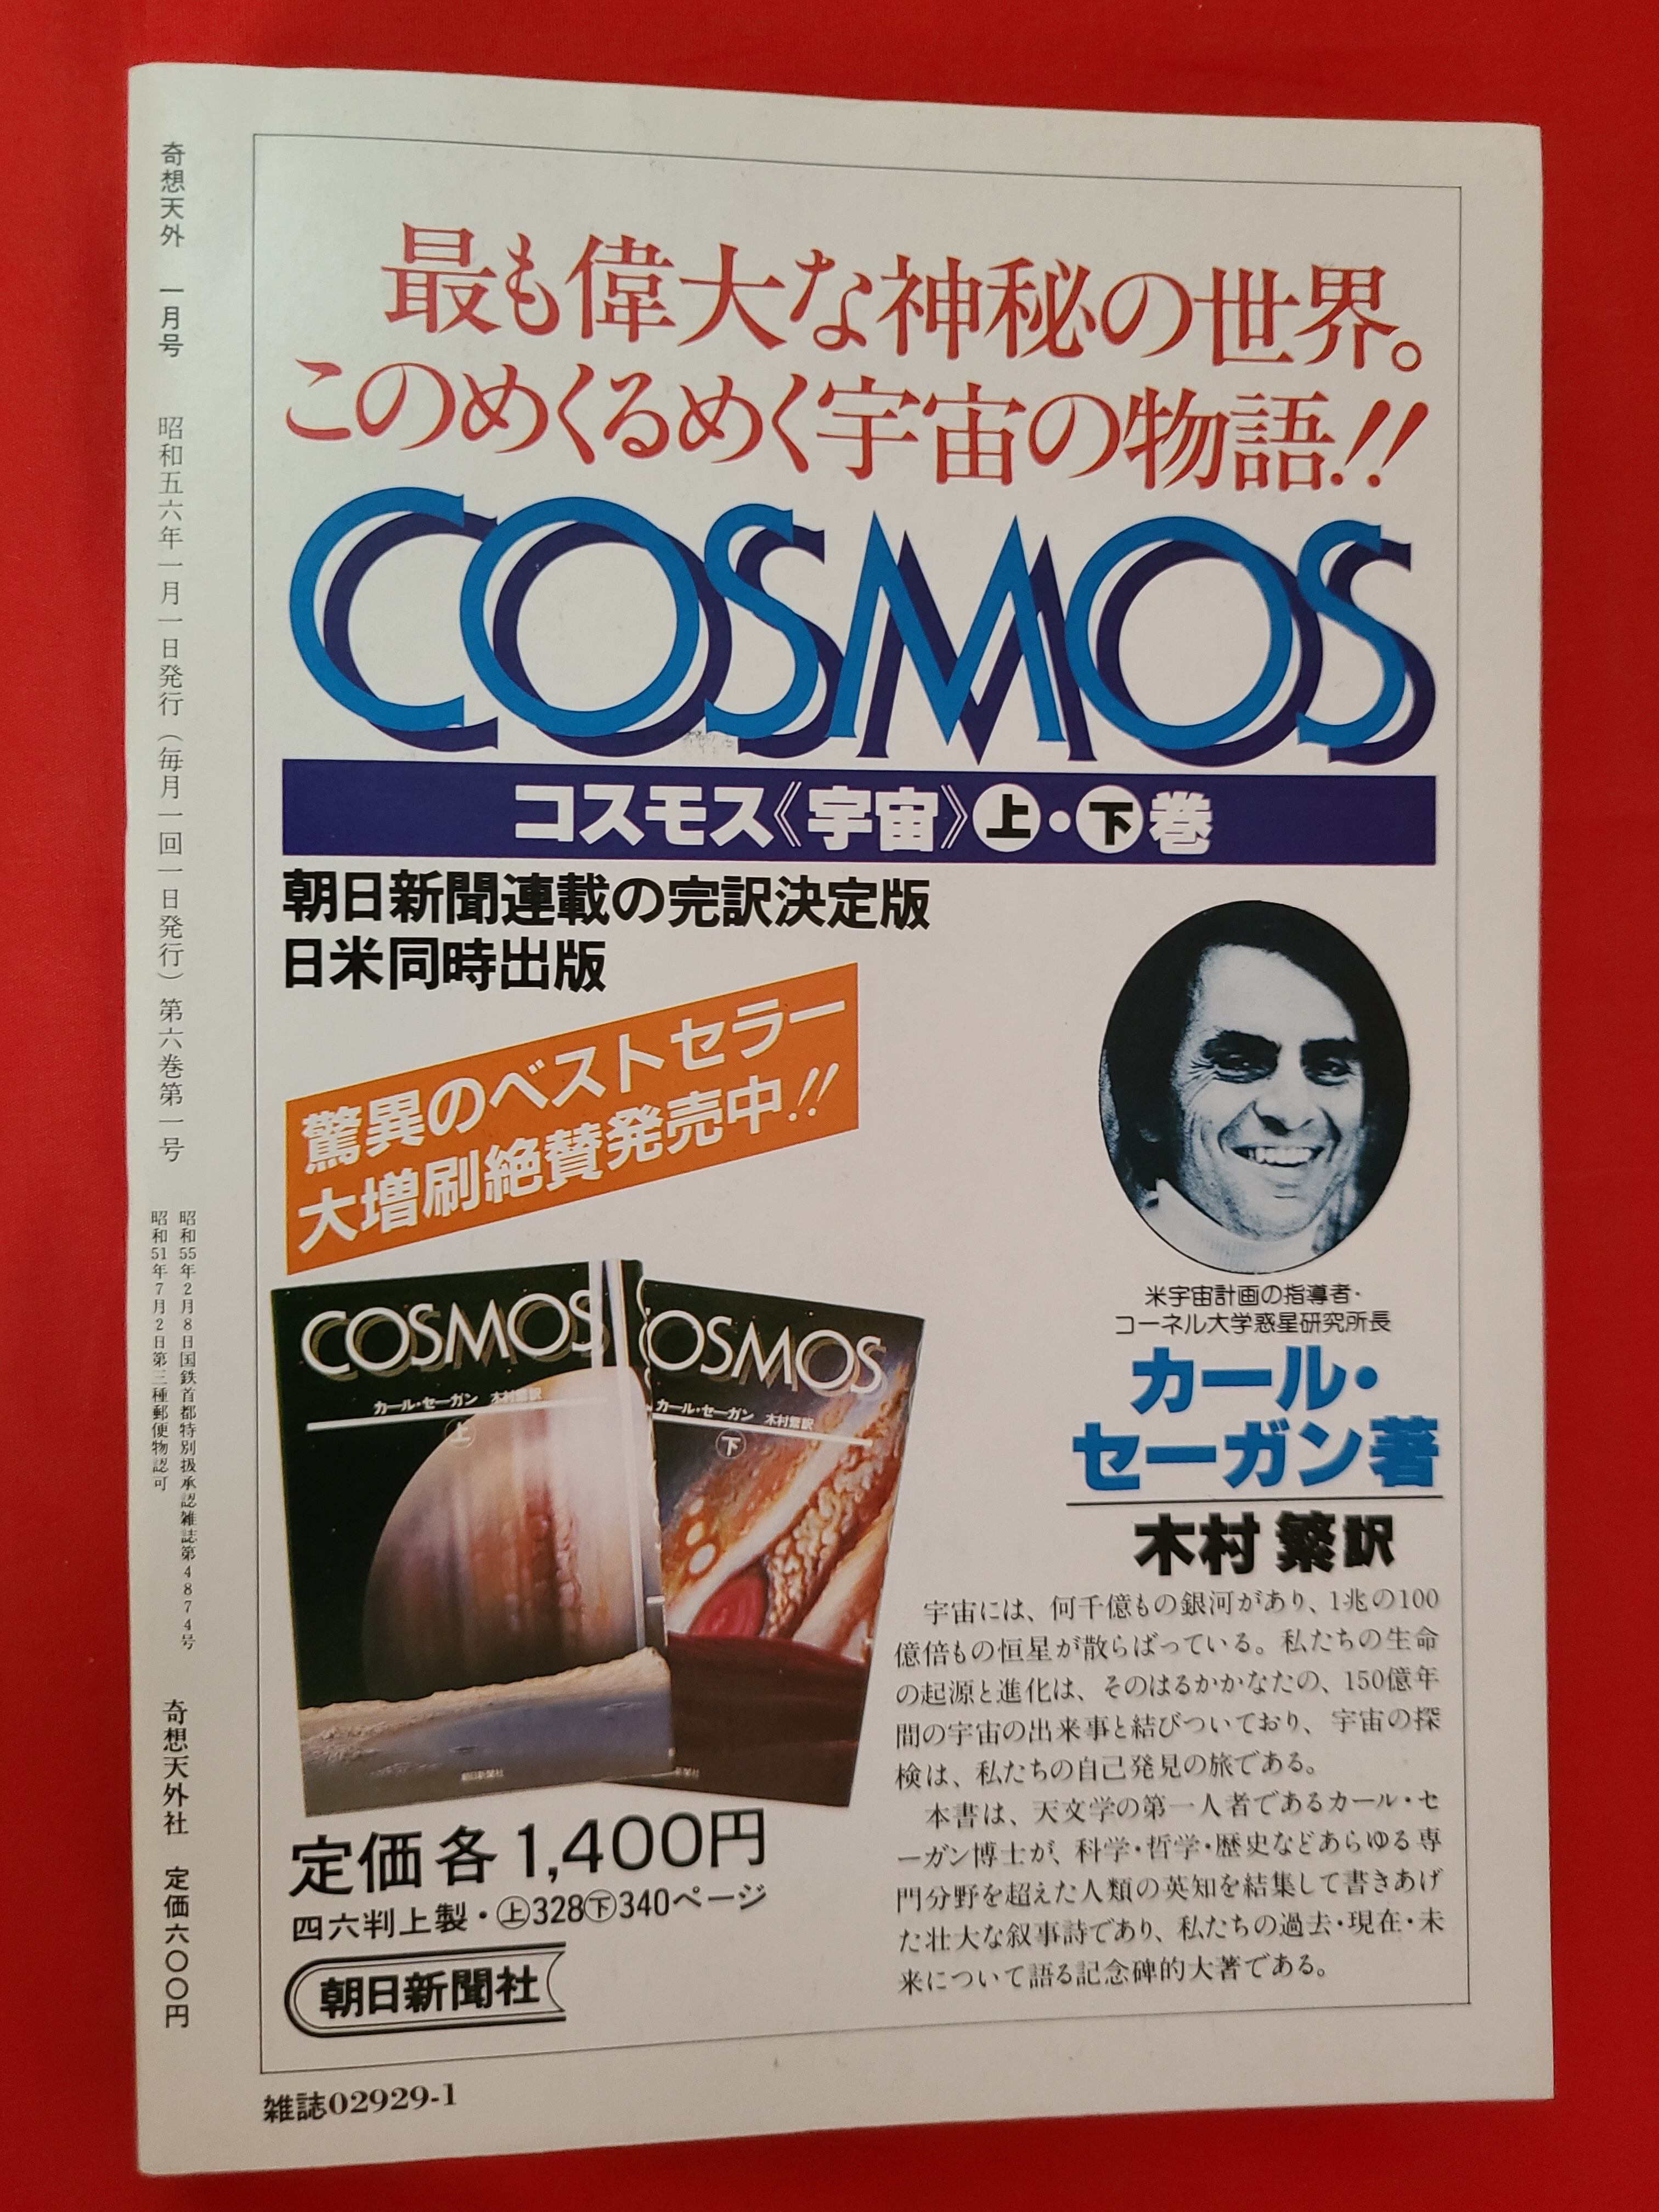 奇想天外 一月号 昭和五六年一月一日発行(毎月一回一日発行)第六巻第一号
昭和55年2月8日国鉄首都特別扱承認雑誌第4874号
昭和51年7月2日第三種郵便物認可
奇想天外社 定価六〇〇円
最も偉大な神秘の世界。
このめくるめく宇宙の物語!!
COSMOS
コスモス《宇宙》㊤・㊦巻
朝日新聞連載の完訳決定版
日米同時出版
驚異のベストセラー
大増刷絶賛発売中!!
COSMOS
カール・セーガン 木村繁訳
㊤
朝日新聞社
COSMOS
カール・セーガン 木村繁訳
㊦
米宇宙計画の指導者・
コーネル大学惑星研究所長
カール・
セーガン著
木村 繁訳
宇宙には、何千億もの銀河があり、1兆の100
億倍もの恒星が散らばっている。私たちの生命
の起源と進化は、そのはるかかなたの、150億年
間の宇宙の出来事と結びついており、宇宙の探
検は、私たちの自己発見の旅である。
本書は、天文学の第一人者であるカール・セ
ーガン博士が、科学・哲学・歴史などあらゆる専
門分野を超えた人類の英知を結集して書きあげ
た壮大な叙事詩であり、私たちの過去・現在・未
来について語る記念碑的大著である。
定価各1,400円
四六判上製・㊤328㊦340ページ
朝日新聞社
雑誌02929-1